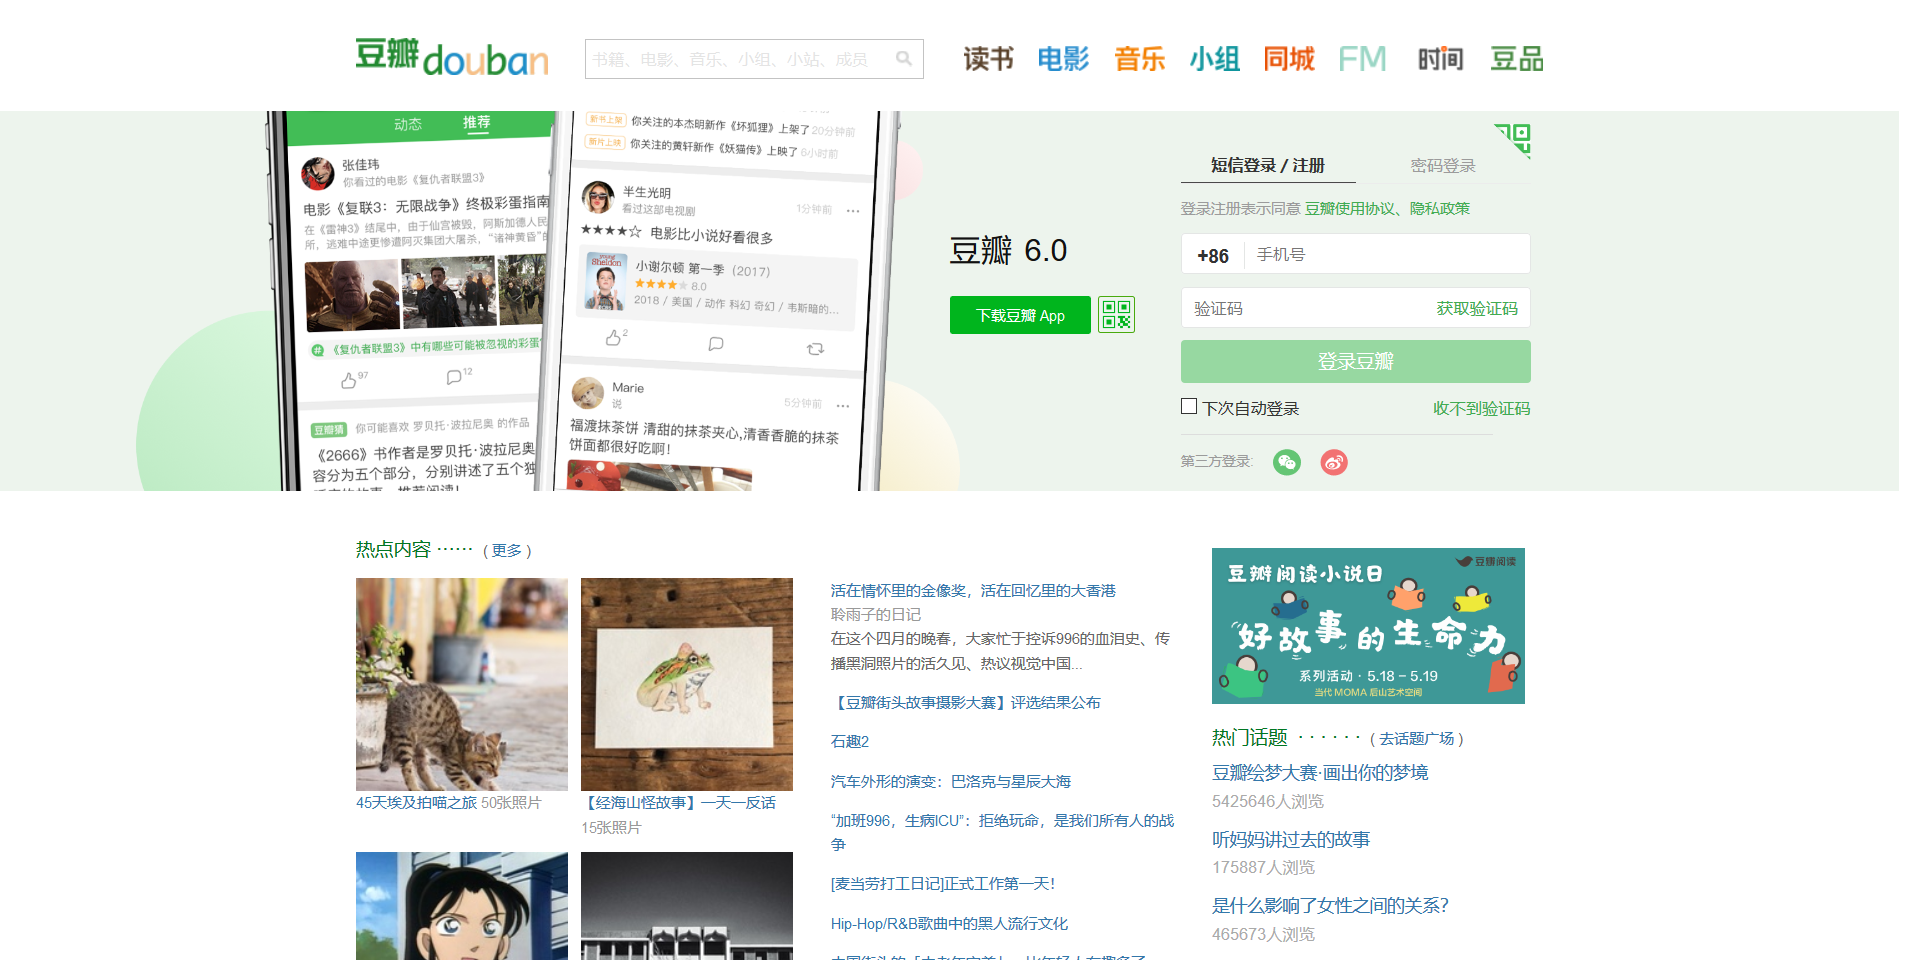 豆瓣douban
书籍、电影、音乐、小组、小站、成员
读书 电影 音乐 小组 同城 FM 时间 豆品
动态 推荐
张佳玮
你看过的电影《复仇者联盟3》
电影《复联3：无限战争》终极彩蛋指南
在《雷神3》结尾中，由于仙宫被毁，阿斯加德人民
所，逃难中途更惨遭阿灭集团大屠杀，“诸神黄昏”的
《复仇者联盟3》中有哪些可能被忽视的彩蛋
97
12
豆瓣猜 你可能喜欢 罗贝托·波拉尼奥 的作品
《2666》书作者是罗贝托·波拉尼奥
容分为五个部分，分别讲述了五个独
新书上架 你关注的本杰明新作《坏狐狸》上架了 20分钟前
新片上映 你关注的黄轩新作《妖猫传》上映了 6小时前
半生光明
看过这部电视剧
1分钟前
★★★★☆ 电影比小说好看很多
young Sheldon
小谢尔顿 第一季（2017）
8.0
2018 / 美国 / 动作 科幻 奇幻 / 韦斯暗的...
2
Marie
说
5分钟前
福渡抹茶饼 清甜的抹茶夹心,清香香脆的抹茶
饼面都很好吃啊！
豆瓣 6.0
下载豆瓣 App
短信登录 / 注册
密码登录
登录注册表示同意 豆瓣使用协议、隐私政策
+86 手机号
验证码 获取验证码
登录豆瓣
下次自动登录 收不到验证码
第三方登录:
热点内容 ······ ( 更多 )
45天埃及拍喵之旅 50张照片
【经海山怪故事】一天一反话
15张照片
活在情怀里的金像奖，活在回忆里的大香港
聆雨子的日记
在这个四月的晚春，大家忙于控诉996的血泪史、传
播黑洞照片的活久见、热议视觉中国...
【豆瓣街头故事摄影大赛】评选结果公布
石趣2
汽车外形的演变：巴洛克与星辰大海
“加班996，生病ICU”：拒绝玩命，是我们所有人的战
争
[麦当劳打工日记]正式工作第一天！
Hip-Hop/R&B歌曲中的黑人流行文化
豆瓣阅读
豆瓣阅读小说日
好故事的生命力
系列活动 · 5.18 – 5.19
当代 MOMA 后山艺术空间
热门话题 · · · · · · ( 去话题广场 )
豆瓣绘梦大赛·画出你的梦境
5425646人浏览
听妈妈讲过去的故事
175887人浏览
是什么影响了女性之间的关系？
465673人浏览